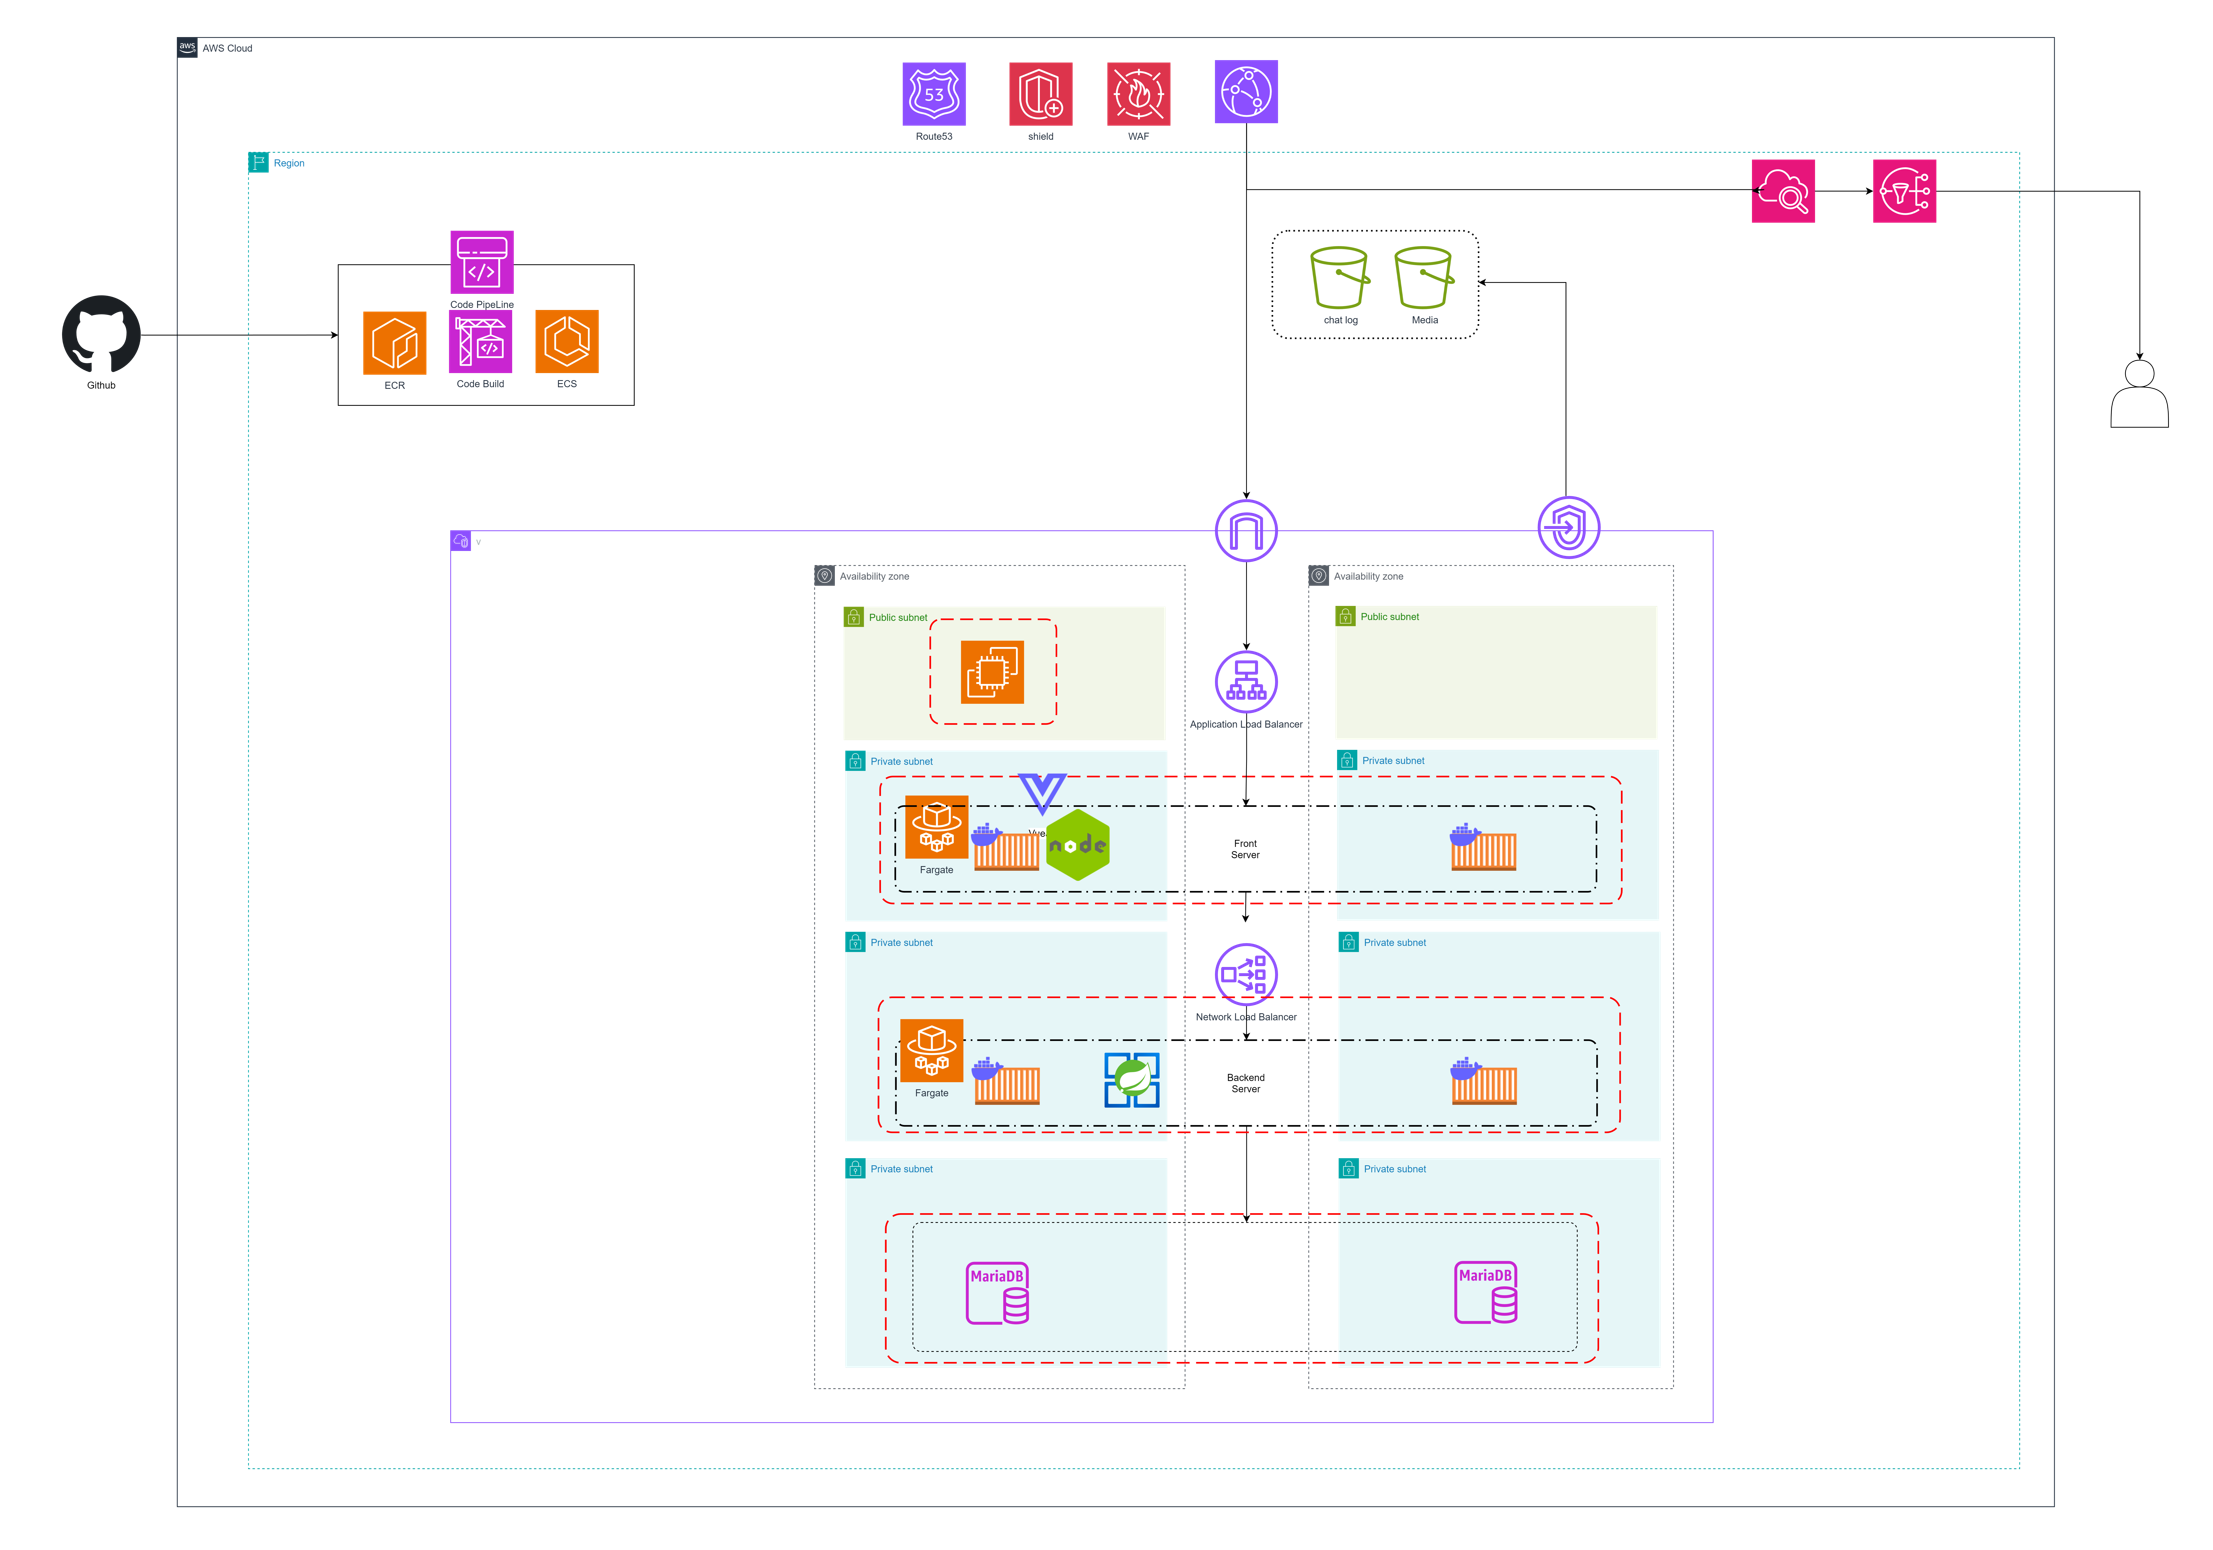 aws
AWS Cloud
53
Route53
shield
WAF
Region
Code PipeLine
chat log
Media
Github
ECR
Code Build
ECS
v
Availability zone
Availability zone
Public subnet
Public subnet
Application Load Balancer
Private subnet
Private subnet
Vue
node
Front
Server
Fargate
Private subnet
Private subnet
Network Load Balancer
Backend
Server
Fargate
Private subnet
Private subnet
MariaDB
MariaDB